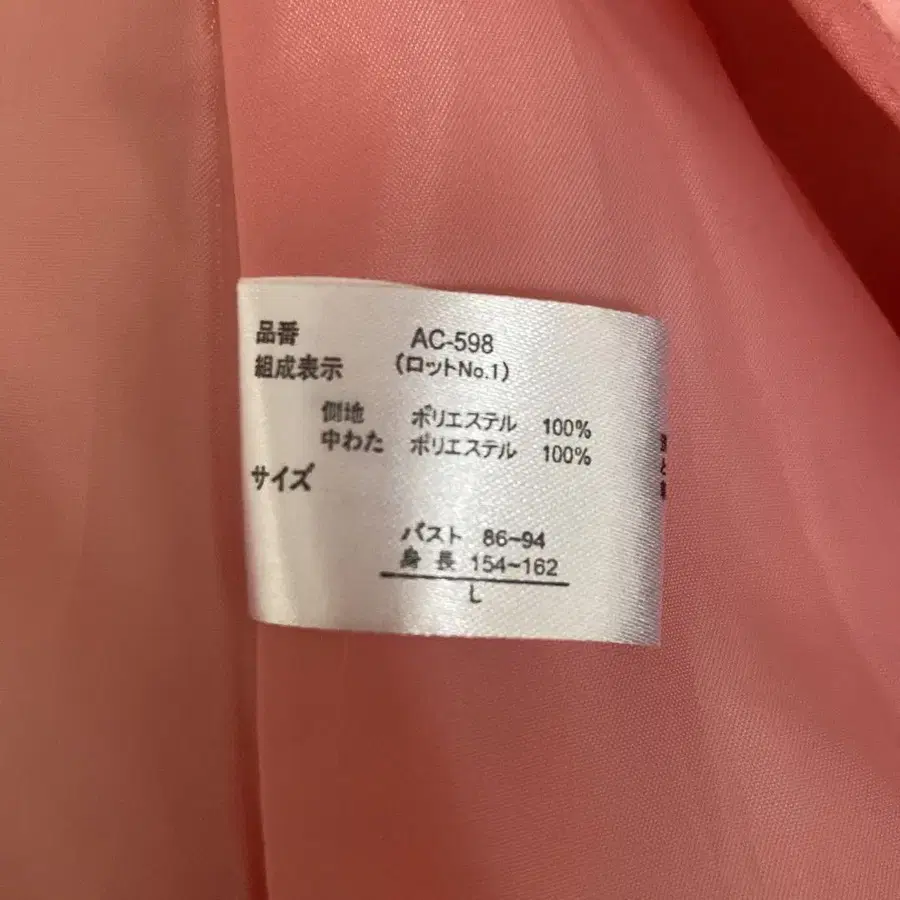 品番 AC-598
組成表示 (ロットNo.1)
側地 ポリエステル 100%
中わた ポリエステル 100%
サイズ
バスト 86~94
身長 154~162
L